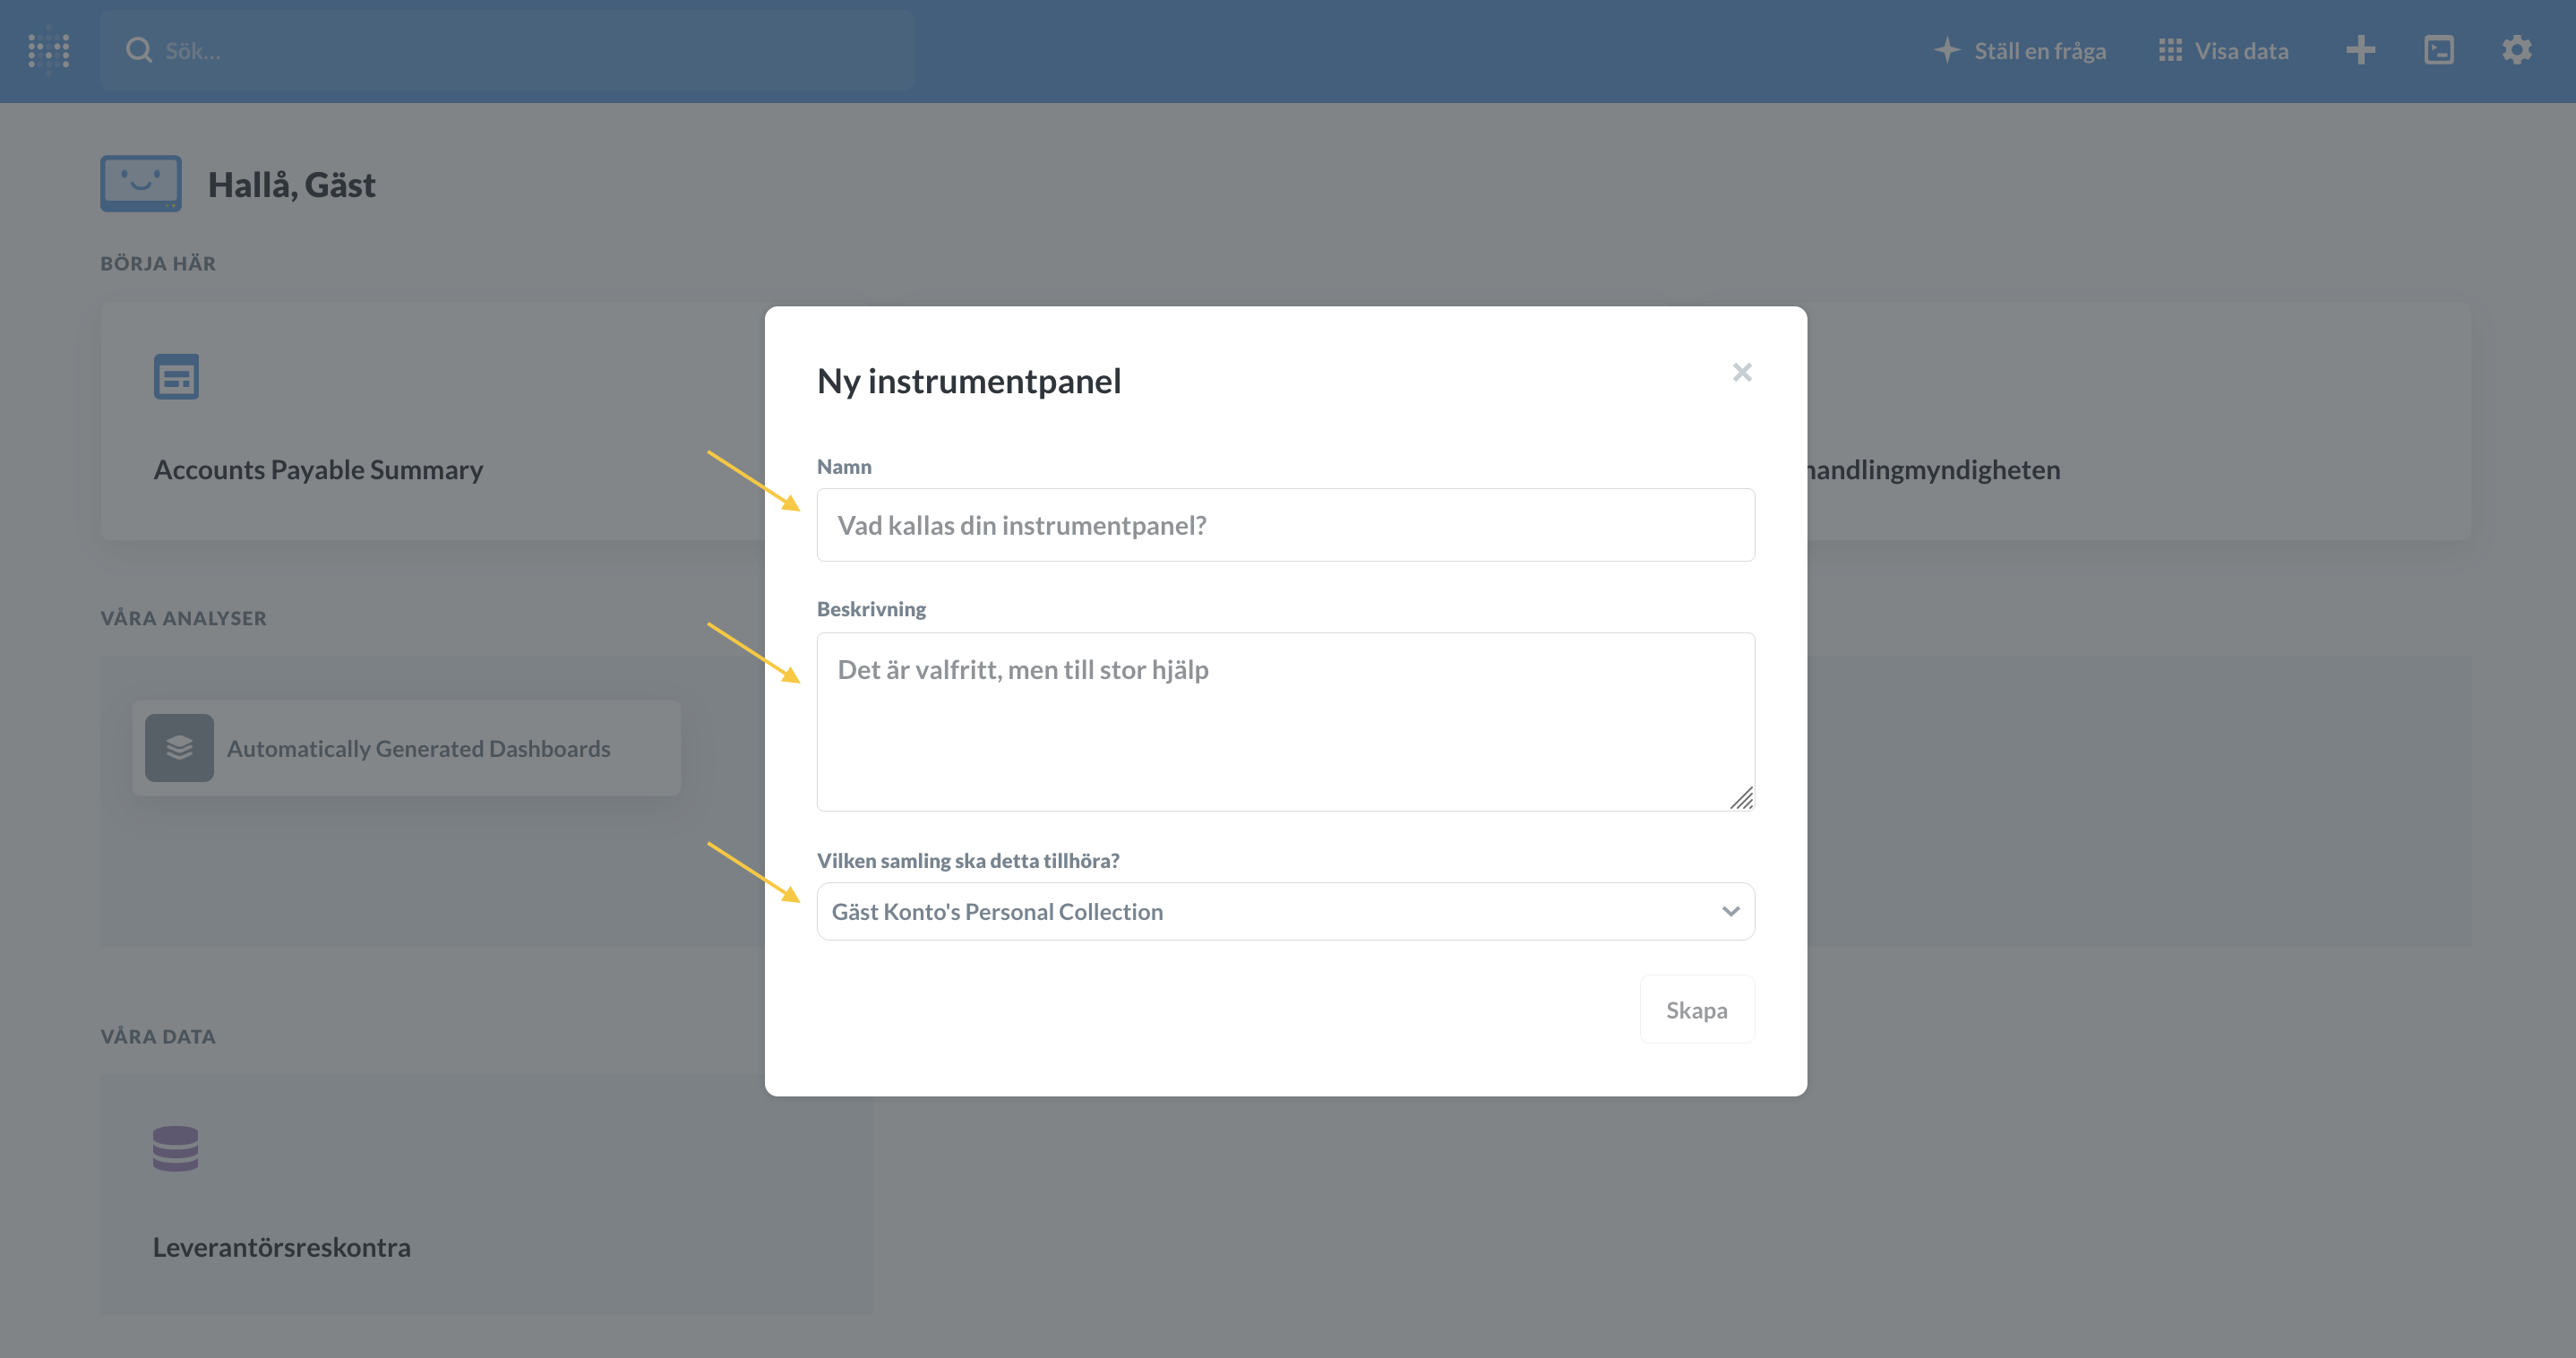 Sök...
Ställ en fråga
Visa data
Hallå, Gäst
BÖRJA HÄR
Accounts Payable Summary
handlingmyndigheten
Ny instrumentpanel
Namn
Vad kallas din instrumentpanel?
Beskrivning
Det är valfritt, men till stor hjälp
Vilken samling ska detta tillhöra?
Gäst Konto's Personal Collection
Skapa
VÅRA ANALYSER
Automatically Generated Dashboards
VÅRA DATA
Leverantörsreskontra